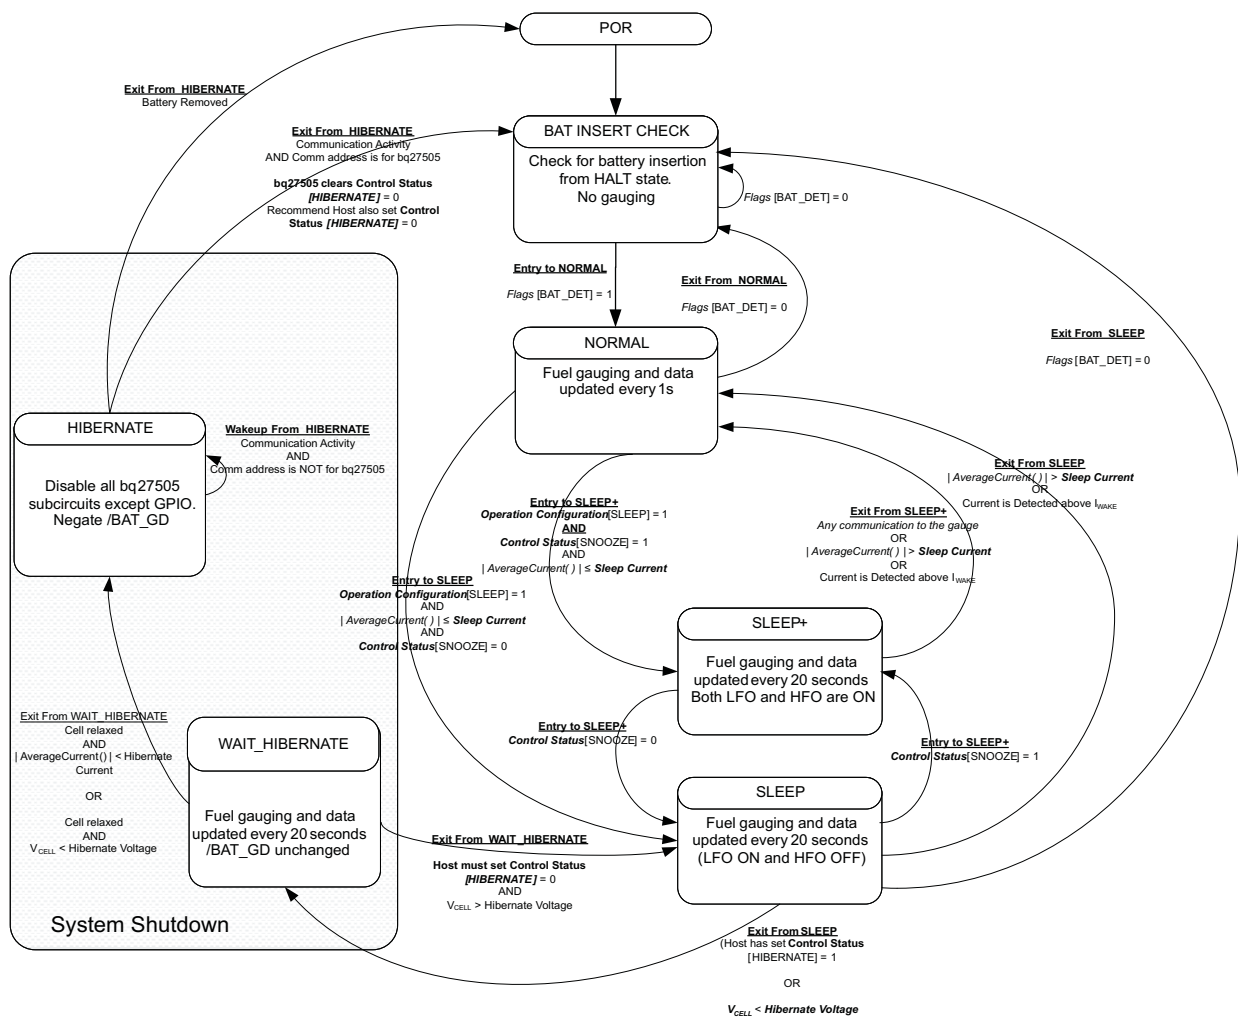 POR
Exit From HIBERNATE
Battery Removed
Exit From HIBERNATE
Communication Activity
AND Comm address is for bq27505
bq27505 clears Control Status
[HIBERNATE] = 0
Recommend Host also set Control
Status [HIBERNATE] = 0
BAT INSERT CHECK
Check for battery insertion
from HALT state.
No gauging
Flags [BAT_DET] = 0
Entry to NORMAL
Flags [BAT_DET] = 1
Exit From NORMAL
Flags [BAT_DET] = 0
Exit From SLEEP
Flags [BAT_DET] = 0
NORMAL
Fuel gauging and data
updated every 1s
HIBERNATE
Disable all bq27505
subcircuits except GPIO.
Negate /BAT_GD
Wakeup From HIBERNATE
Communication Activity
AND
Comm address is NOT for bq27505
Exit From SLEEP
| AverageCurrent( ) | > Sleep Current
OR
Current is Detected above IWAKE
Entry to SLEEP+
Operation Configuration[SLEEP] = 1
AND
Control Status[SNOOZE] = 1
AND
| AverageCurrent( ) | ≤ Sleep Current
Exit From SLEEP+
Any communication to the gauge
OR
| AverageCurrent( ) | > Sleep Current
OR
Current is Detected above IWAKE
Entry to SLEEP
Operation Configuration[SLEEP] = 1
AND
| AverageCurrent( ) | ≤ Sleep Current
AND
Control Status[SNOOZE] = 0
SLEEP+
Fuel gauging and data
updated every 20 seconds
Both LFO and HFO are ON
Entry to SLEEP+
Control Status[SNOOZE] = 0
Entry to SLEEP+
Control Status[SNOOZE] = 1
Exit From WAIT_HIBERNATE
Cell relaxed
AND
| AverageCurrent() | < Hibernate
Current
OR
Cell relaxed
AND
VCELL < Hibernate Voltage
WAIT_HIBERNATE
Fuel gauging and data
updated every 20 seconds
/BAT_GD unchanged
SLEEP
Fuel gauging and data
updated every 20 seconds
(LFO ON and HFO OFF)
Exit From WAIT_HIBERNATE
Host must set Control Status
[HIBERNATE] = 0
AND
VCELL > Hibernate Voltage
System Shutdown
Exit From SLEEP
(Host has set Control Status
[HIBERNATE] = 1
OR
VCELL < Hibernate Voltage